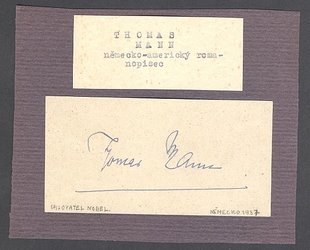 THOMAS
MANN
německo-americký roma-
nopisec
Thomas Mann
SPISOVATEL NOBEL.
NĚMECKO 1937